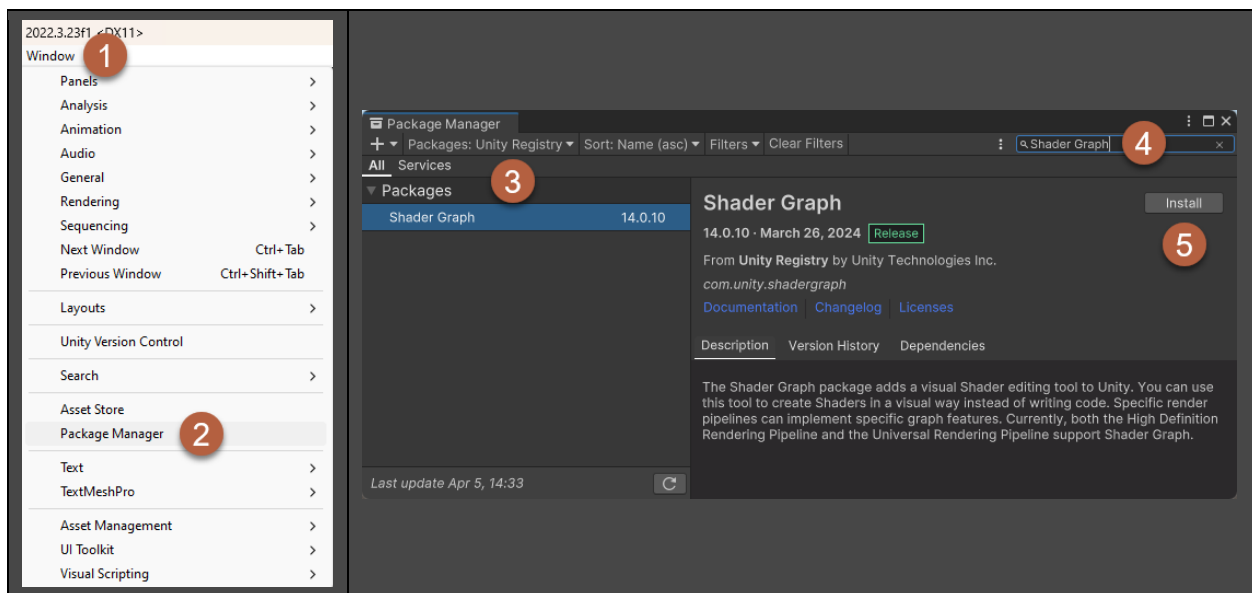 2022.3.23f1 <DX11>
Window
1
Panels
Analysis
Animation
Audio
General
Rendering
Sequencing
Next Window Ctrl+Tab
Previous Window Ctrl+Shift+Tab
Layouts
Unity Version Control
Search
Asset Store
Package Manager
2
Text
TextMeshPro
Asset Management
UI Toolkit
Visual Scripting
Package Manager
+ Packages: Unity Registry Sort: Name (asc) Filters Clear Filters Shader Graph
4
All Services
3
Packages
Shader Graph 14.0.10
Last update Apr 5, 14:33
Shader Graph
Install
5
14.0.10 · March 26, 2024 Release
From Unity Registry by Unity Technologies Inc.
com.unity.shadergraph
Documentation Changelog Licenses
Description Version History Dependencies
The Shader Graph package adds a visual Shader editing tool to Unity. You can use
this tool to create Shaders in a visual way instead of writing code. Specific render
pipelines can implement specific graph features. Currently, both the High Definition
Rendering Pipeline and the Universal Rendering Pipeline support Shader Graph.